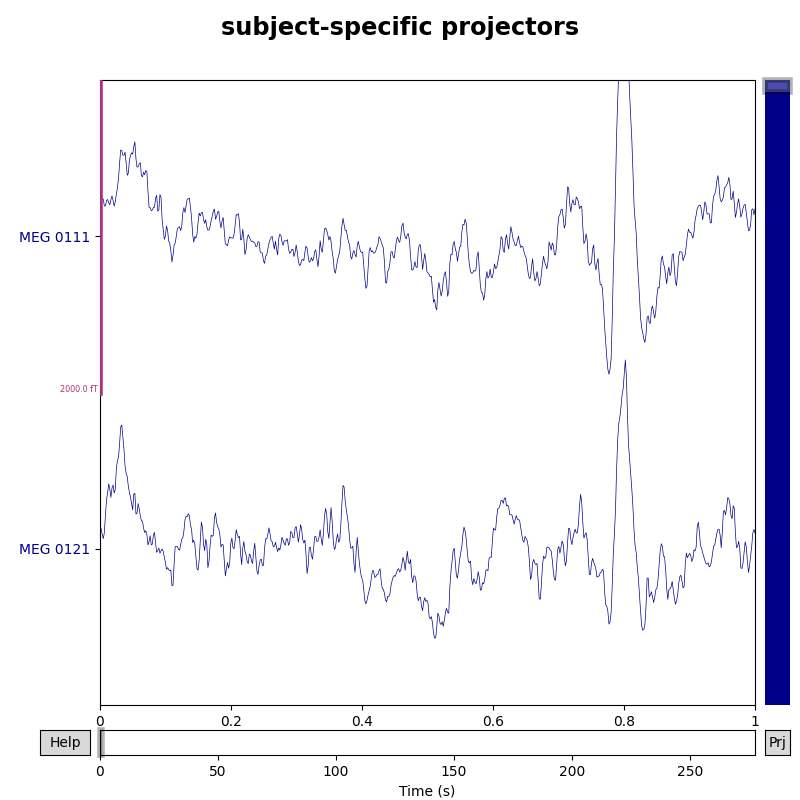 subject-specific projectors
MEG 0111
2000.0 fT
MEG 0121
0 0.2 0.4 0.6 0.8 1
Help Prj
0 50 100 150 200 250
Time (s)